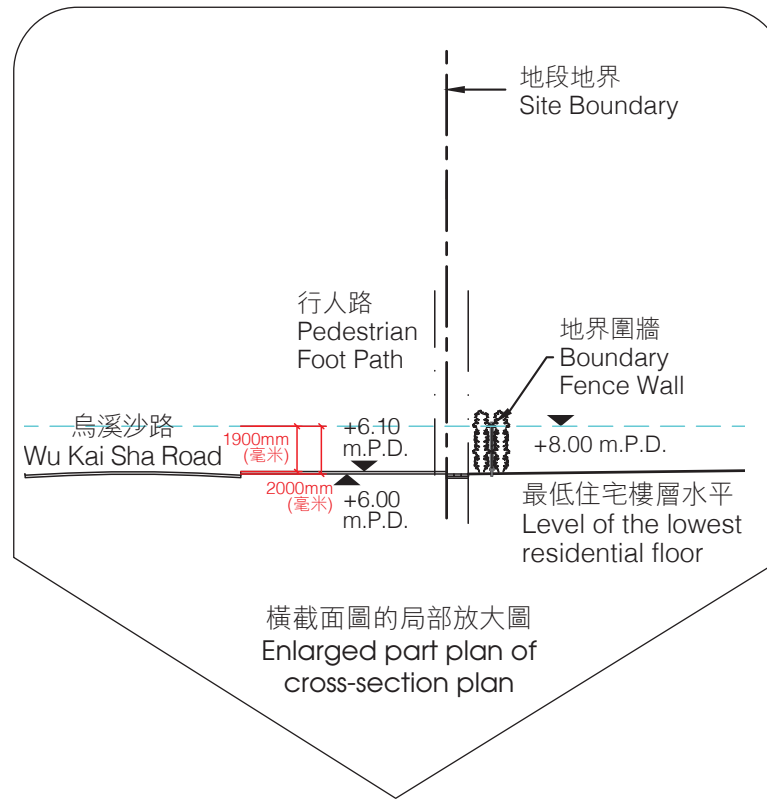 地段地界
Site Boundary
行人路
Pedestrian
Foot Path
地界圍牆
Boundary
Fence Wall
烏溪沙路
Wu Kai Sha Road
1900mm
(毫米)
+6.10
m.P.D.
+8.00 m.P.D.
2000mm
(毫米)
+6.00
m.P.D.
最低住宅樓層水平
Level of the lowest
residential floor
橫截面圖的局部放大圖
Enlarged part plan of
cross-section plan